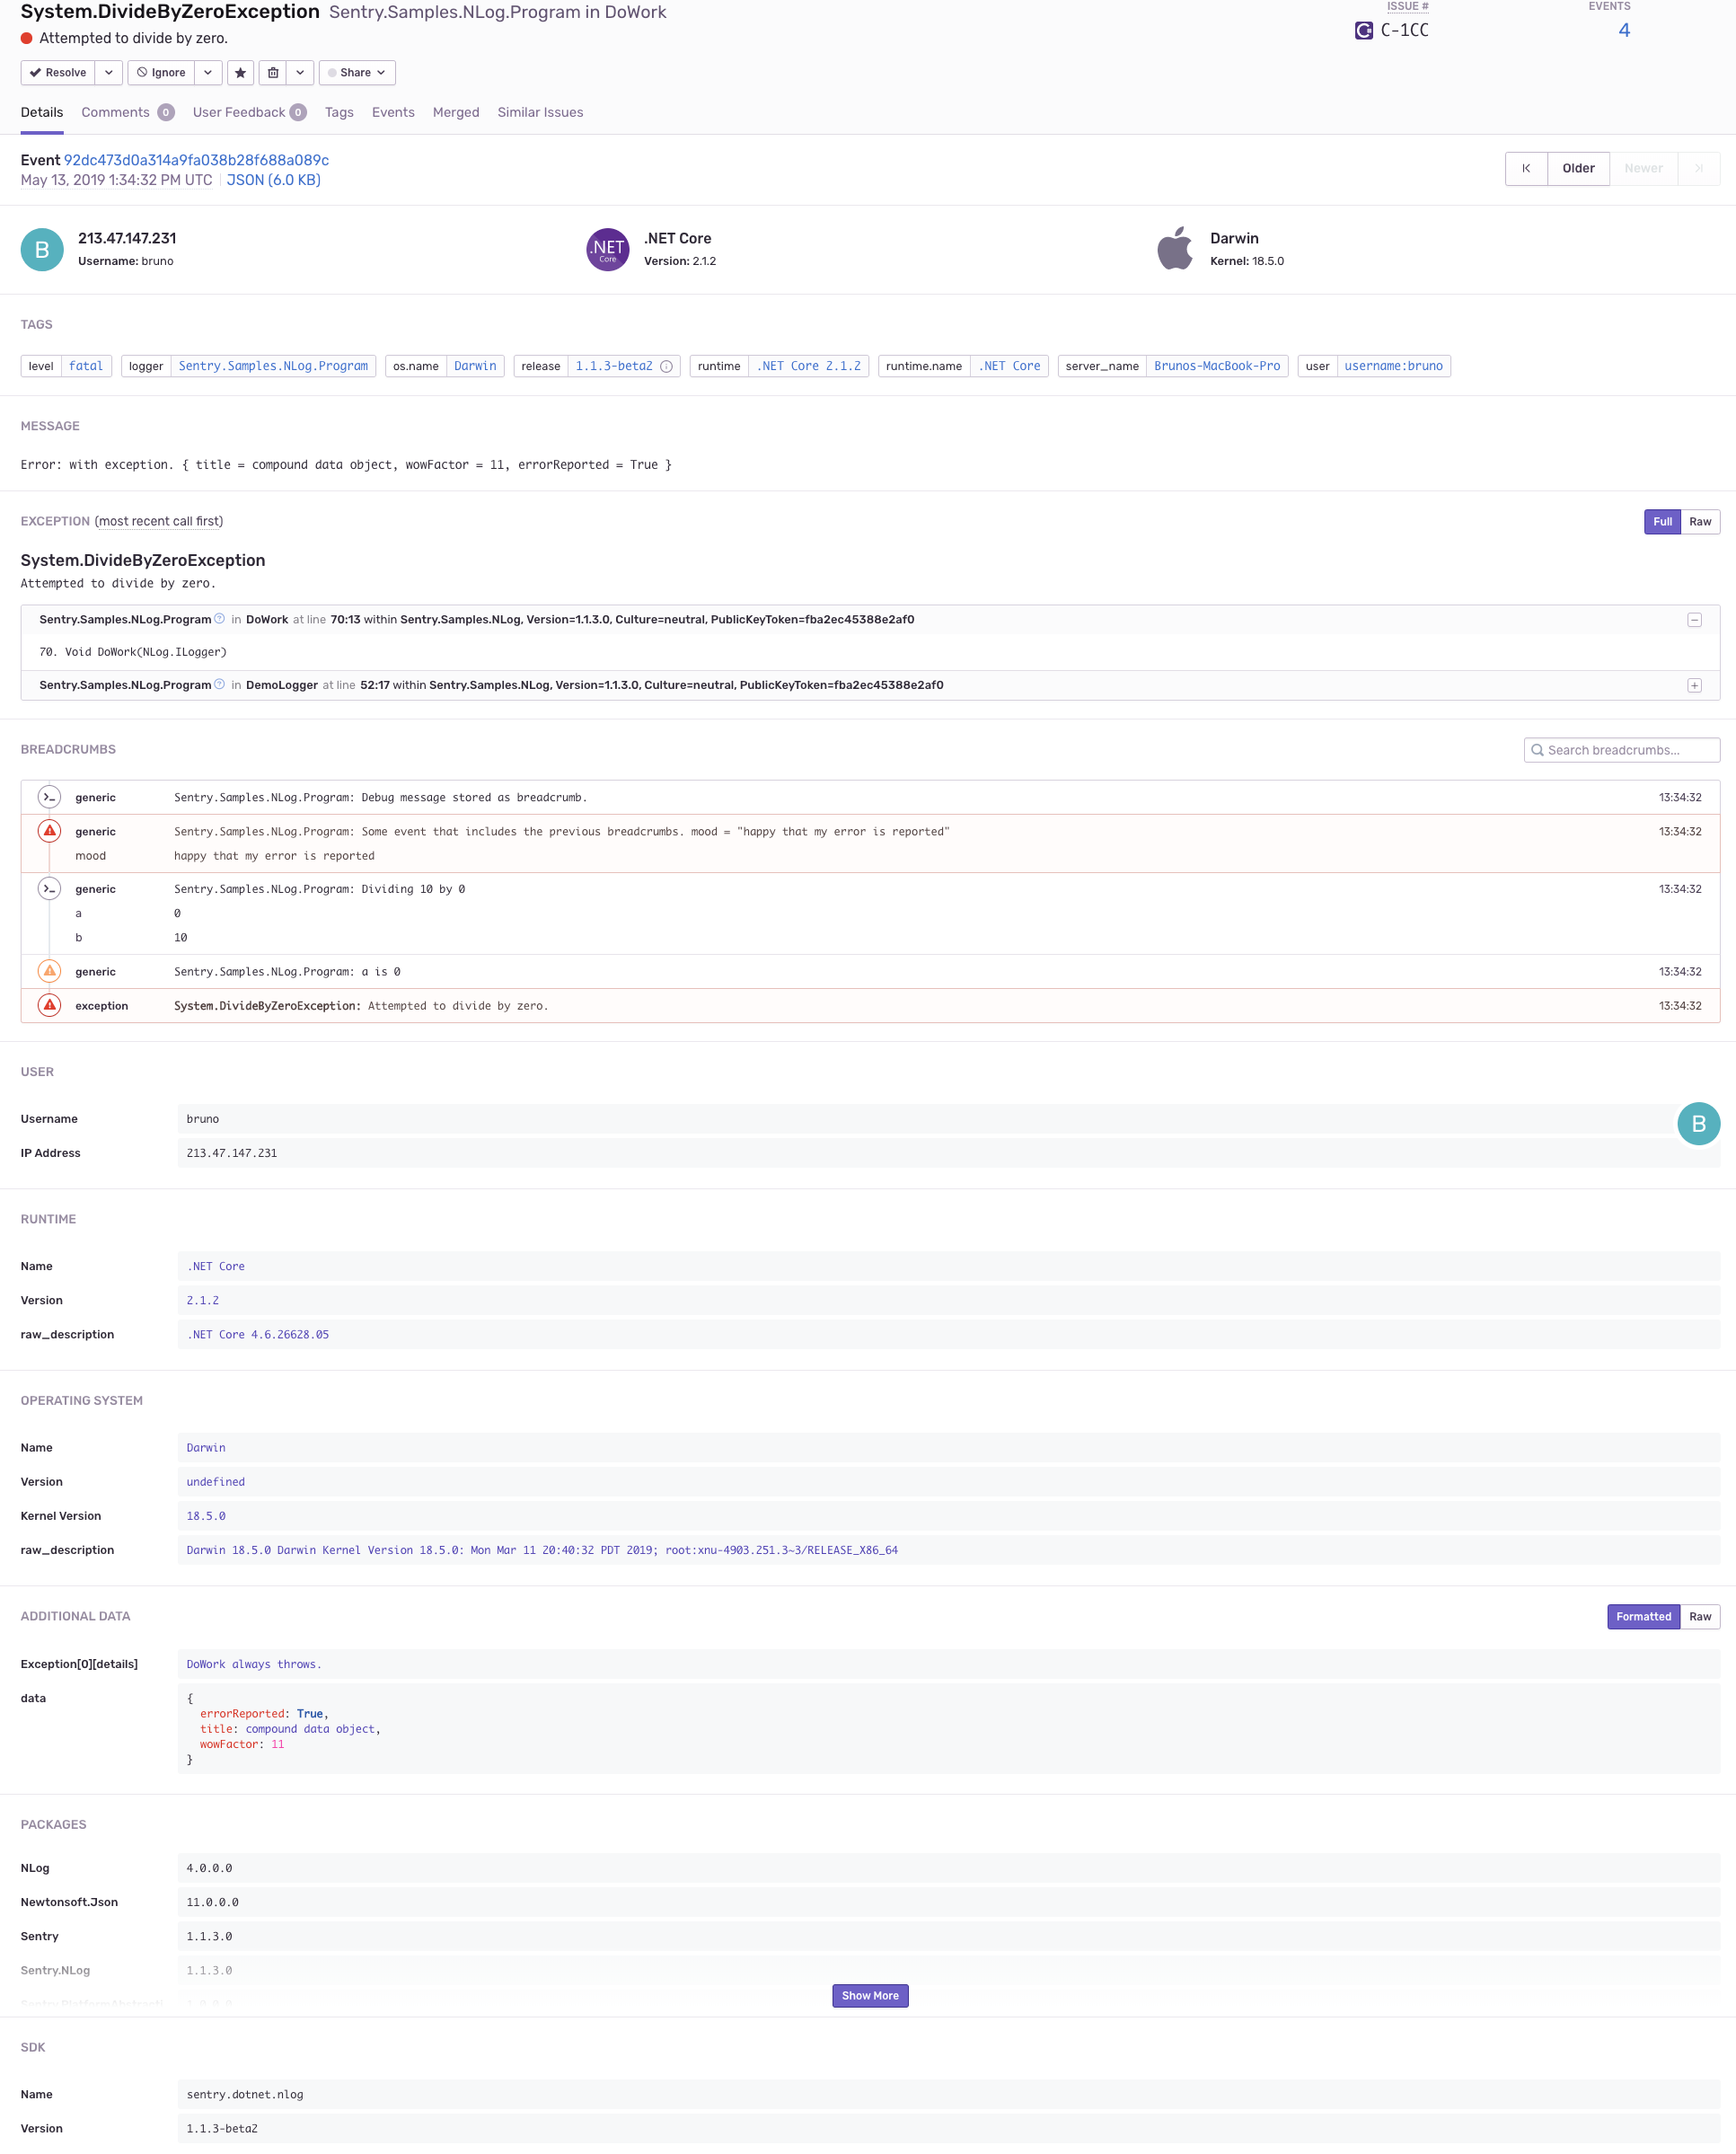 System.DivideByZeroException Sentry.Samples.NLog.Program in DoWork
ISSUE #
EVENTS
Attempted to divide by zero.
C-1CC
4
Resolve
Ignore
Share
Details Comments 0 User Feedback 0 Tags Events Merged Similar Issues
Event 92dc473d0a314a9fa038b28f688a089c
May 13, 2019 1:34:32 PM UTC JSON (6.0 KB)
Older Newer
B
213.47.147.231
Username: bruno
.NET Core
.NET Core
Version: 2.1.2
Darwin
Kernel: 18.5.0
TAGS
level fatal logger Sentry.Samples.NLog.Program os.name Darwin release 1.1.3-beta2 runtime .NET Core 2.1.2 runtime.name .NET Core server_name Brunos-MacBook-Pro user username:bruno
MESSAGE
Error: with exception. { title = compound data object, wowFactor = 11, errorReported = True }
EXCEPTION (most recent call first)
Full Raw
System.DivideByZeroException
Attempted to divide by zero.
Sentry.Samples.NLog.Program in DoWork at line 70:13 within Sentry.Samples.NLog, Version=1.1.3.0, Culture=neutral, PublicKeyToken=fba2ec45388e2af0
70. Void DoWork(NLog.ILogger)
Sentry.Samples.NLog.Program in DemoLogger at line 52:17 within Sentry.Samples.NLog, Version=1.1.3.0, Culture=neutral, PublicKeyToken=fba2ec45388e2af0
BREADCRUMBS
Search breadcrumbs...
generic Sentry.Samples.NLog.Program: Debug message stored as breadcrumb. 13:34:32
generic Sentry.Samples.NLog.Program: Some event that includes the previous breadcrumbs. mood = "happy that my error is reported" 13:34:32
mood happy that my error is reported
generic Sentry.Samples.NLog.Program: Dividing 10 by 0 13:34:32
a 0
b 10
generic Sentry.Samples.NLog.Program: a is 0 13:34:32
exception System.DivideByZeroException: Attempted to divide by zero. 13:34:32
USER
Username bruno
B
IP Address 213.47.147.231
RUNTIME
Name .NET Core
Version 2.1.2
raw_description .NET Core 4.6.26628.05
OPERATING SYSTEM
Name Darwin
Version undefined
Kernel Version 18.5.0
raw_description Darwin 18.5.0 Darwin Kernel Version 18.5.0: Mon Mar 11 20:40:32 PDT 2019; root:xnu-4903.251.3~3/RELEASE_X86_64
ADDITIONAL DATA
Formatted Raw
Exception[0][details] DoWork always throws.
data {
errorReported: True,
title: compound data object,
wowFactor: 11
}
PACKAGES
NLog 4.0.0.0
Newtonsoft.Json 11.0.0.0
Sentry 1.1.3.0
Sentry.NLog 1.1.3.0
Show More
SDK
Name sentry.dotnet.nlog
Version 1.1.3-beta2